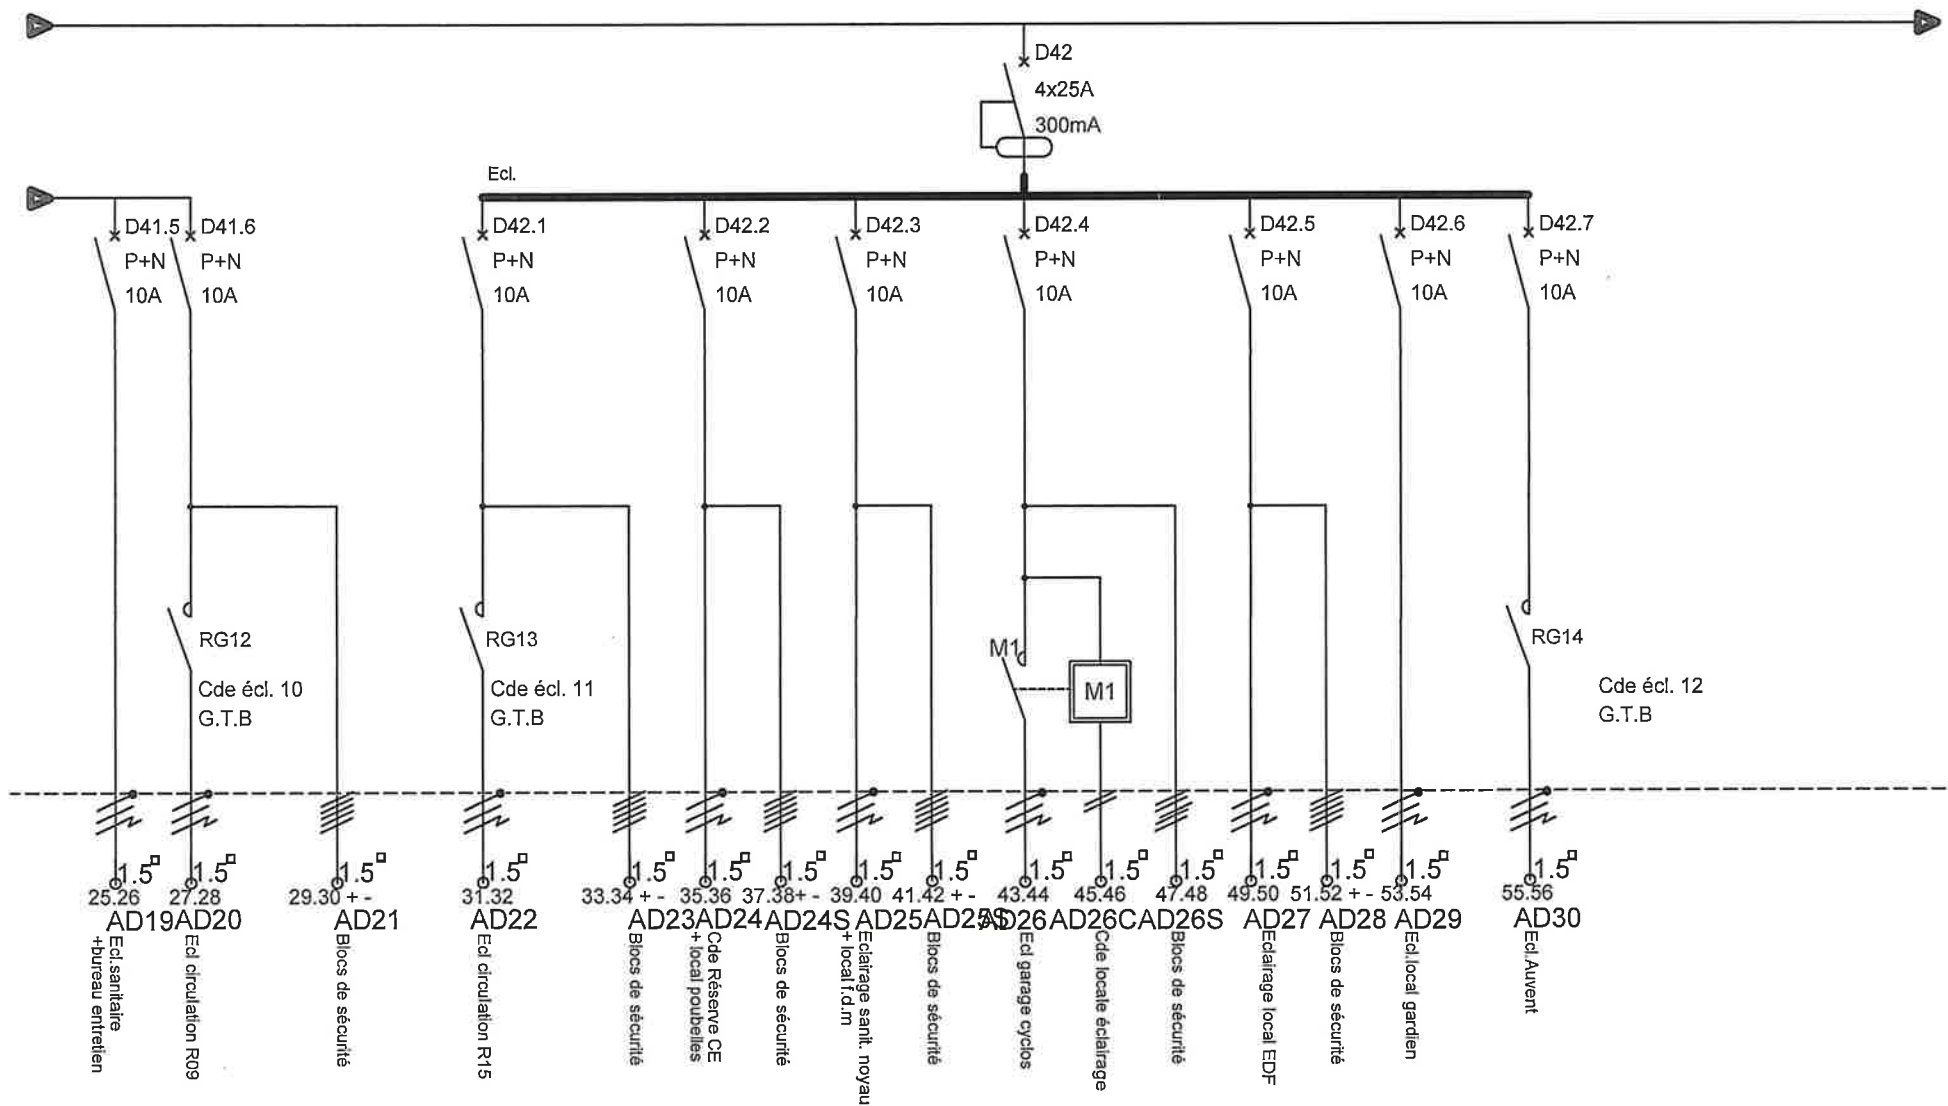 D42
4x25A
300mA
Ecl.
D41.5
P+N
10A
D41.6
P+N
10A
D42.1
P+N
10A
D42.2
P+N
10A
D42.3
P+N
10A
D42.4
P+N
10A
D42.5
P+N
10A
D42.6
P+N
10A
D42.7
P+N
10A
RG12
Cde écl. 10
G.T.B
RG13
Cde écl. 11
G.T.B
M1
M1
RG14
Cde écl. 12
G.T.B
1.5
25.26
AD19
Ecl.sanitaire
+bureau entretien
1.5
27.28
AD20
Ecl circulation R09
1.5
29.30 + -
AD21
Blocs de sécurité
1.5
31.32
AD22
Ecl circulation R15
1.5
33.34 + -
AD23
Blocs de sécurité
1.5
35.36
AD24
Cde Réserve CE
+ local poubelles
1.5
37.38+ -
AD24S
Blocs de sécurité
1.5
39.40
AD25
Eclairage sanit. noyau
+ local f.d.m
1.5
41.42 + -
AD25S
Blocs de sécurité
1.5
43.44
AD26
Ecl garage cyclos
1.5
45.46
AD26C
Cde locale éclairage
1.5
47.48
AD26S
Blocs de sécurité
1.5
49.50
AD27
Eclairage local EDF
1.5
51.52 + -
AD28
Blocs de sécurité
1.5
53.54
AD29
Ecl.local gardien
1.5
55.56
AD30
Ecl.Auvent